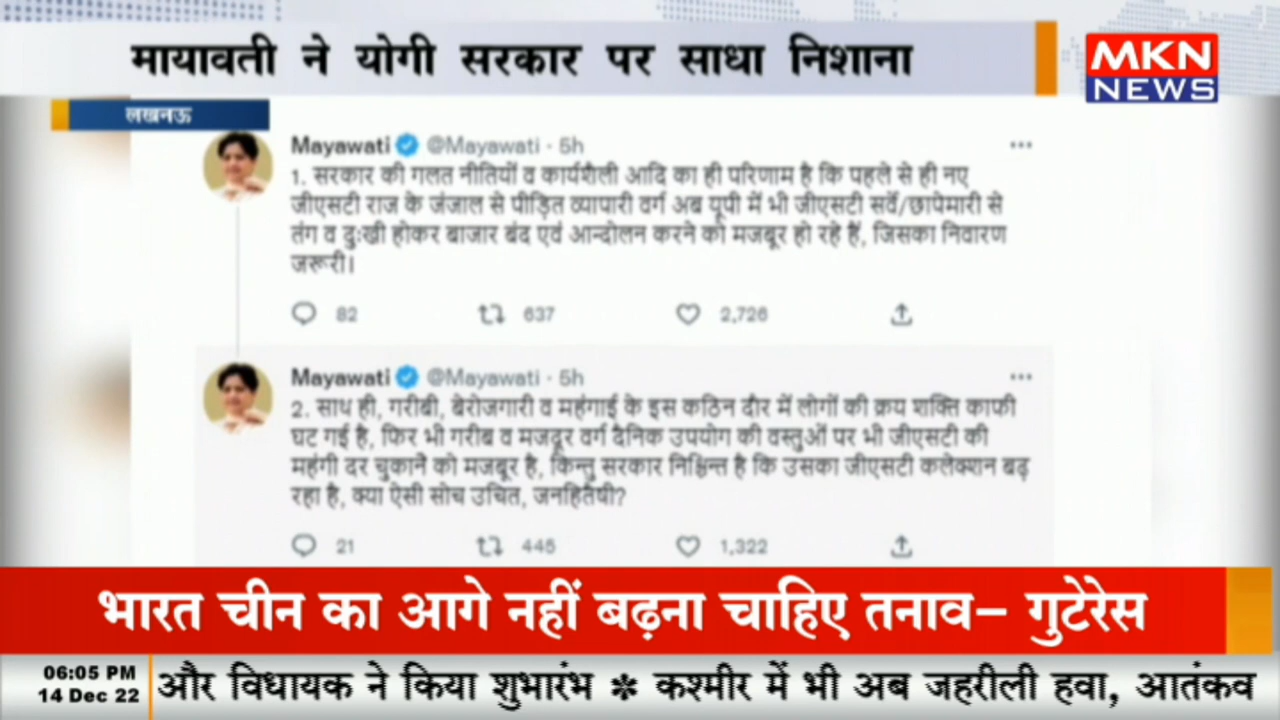 मायावती ने योगी सरकार पर साधा निशाना
MKN
NEWS
लखनऊ
Mayawati @Mayawati · 5h
1. सरकार की गलत नीतियों व कार्यशैली आदि का ही परिणाम है कि पहले से ही नए
जीएसटी राज के जंजाल से पीड़ित व्यापारी वर्ग अब यूपी में भी जीएसटी सर्वे/छापेमारी से
तंग व दुःखी होकर बाजार बंद एवं आन्दोलन करने को मजबूर हो रहे हैं, जिसका निवारण
जरूरी।
82 637 2,726
Mayawati @Mayawati · 5h
2. साथ ही, गरीबी, बेरोजगारी व महंगाई के इस कठिन दौर में लोगों की क्रय शक्ति काफी
घट गई है, फिर भी गरीब व मजदूर वर्ग दैनिक उपयोग की वस्तुओं पर भी जीएसटी की
महंगी दर चुकाने को मजबूर है, किन्तु सरकार निश्चिन्त है कि उसका जीएसटी कलेक्शन बढ़
रहा है, क्या ऐसी सोच उचित, जनहितैषी?
21 445 1,322
भारत चीन का आगे नहीं बढ़ना चाहिए तनाव– गुटेरेस
06:05 PM
14 Dec 22
और विधायक ने किया शुभारंभ * कश्मीर में भी अब जहरीली हवा, आतंकव